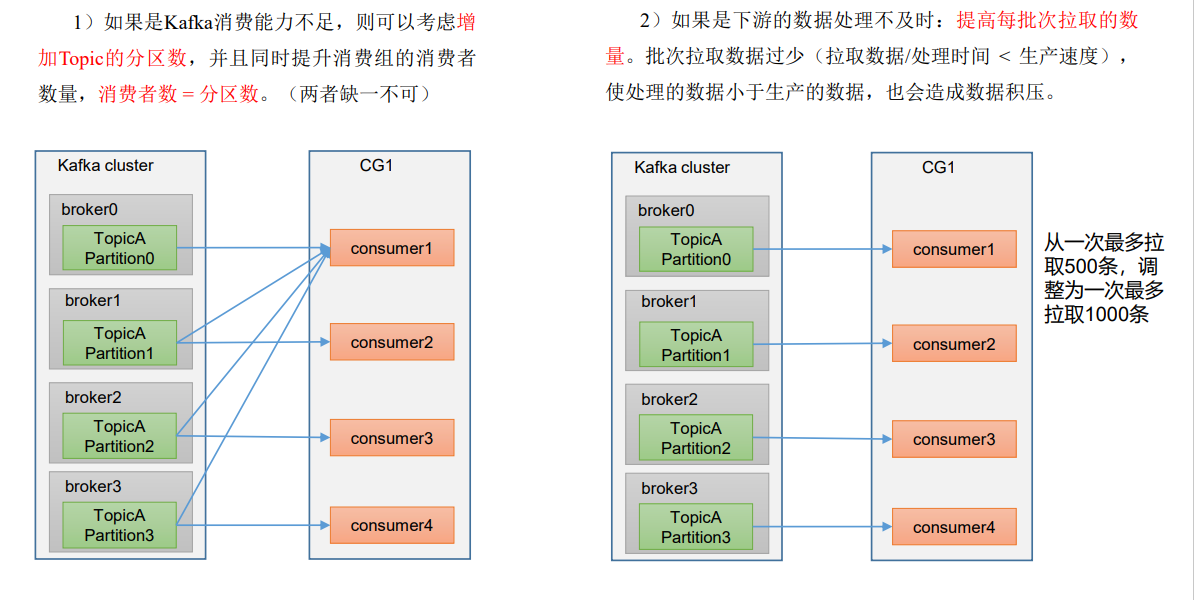 1）如果是Kafka消费能力不足，则可以考虑增
加Topic的分区数，并且同时提升消费组的消费者
数量，消费者数 = 分区数。（两者缺一不可）
Kafka cluster
CG1
broker0
TopicA
Partition0
consumer1
broker1
TopicA
Partition1
consumer2
broker2
TopicA
Partition2
consumer3
broker3
TopicA
Partition3
consumer4
2）如果是下游的数据处理不及时：提高每批次拉取的数
量。批次拉取数据过少（拉取数据/处理时间 < 生产速度），
使处理的数据小于生产的数据，也会造成数据积压。
Kafka cluster
CG1
broker0
TopicA
Partition0
consumer1
broker1
TopicA
Partition1
consumer2
broker2
TopicA
Partition2
consumer3
broker3
TopicA
Partition3
consumer4
从一次最多拉
取500条，调
整为一次最多
拉取1000条